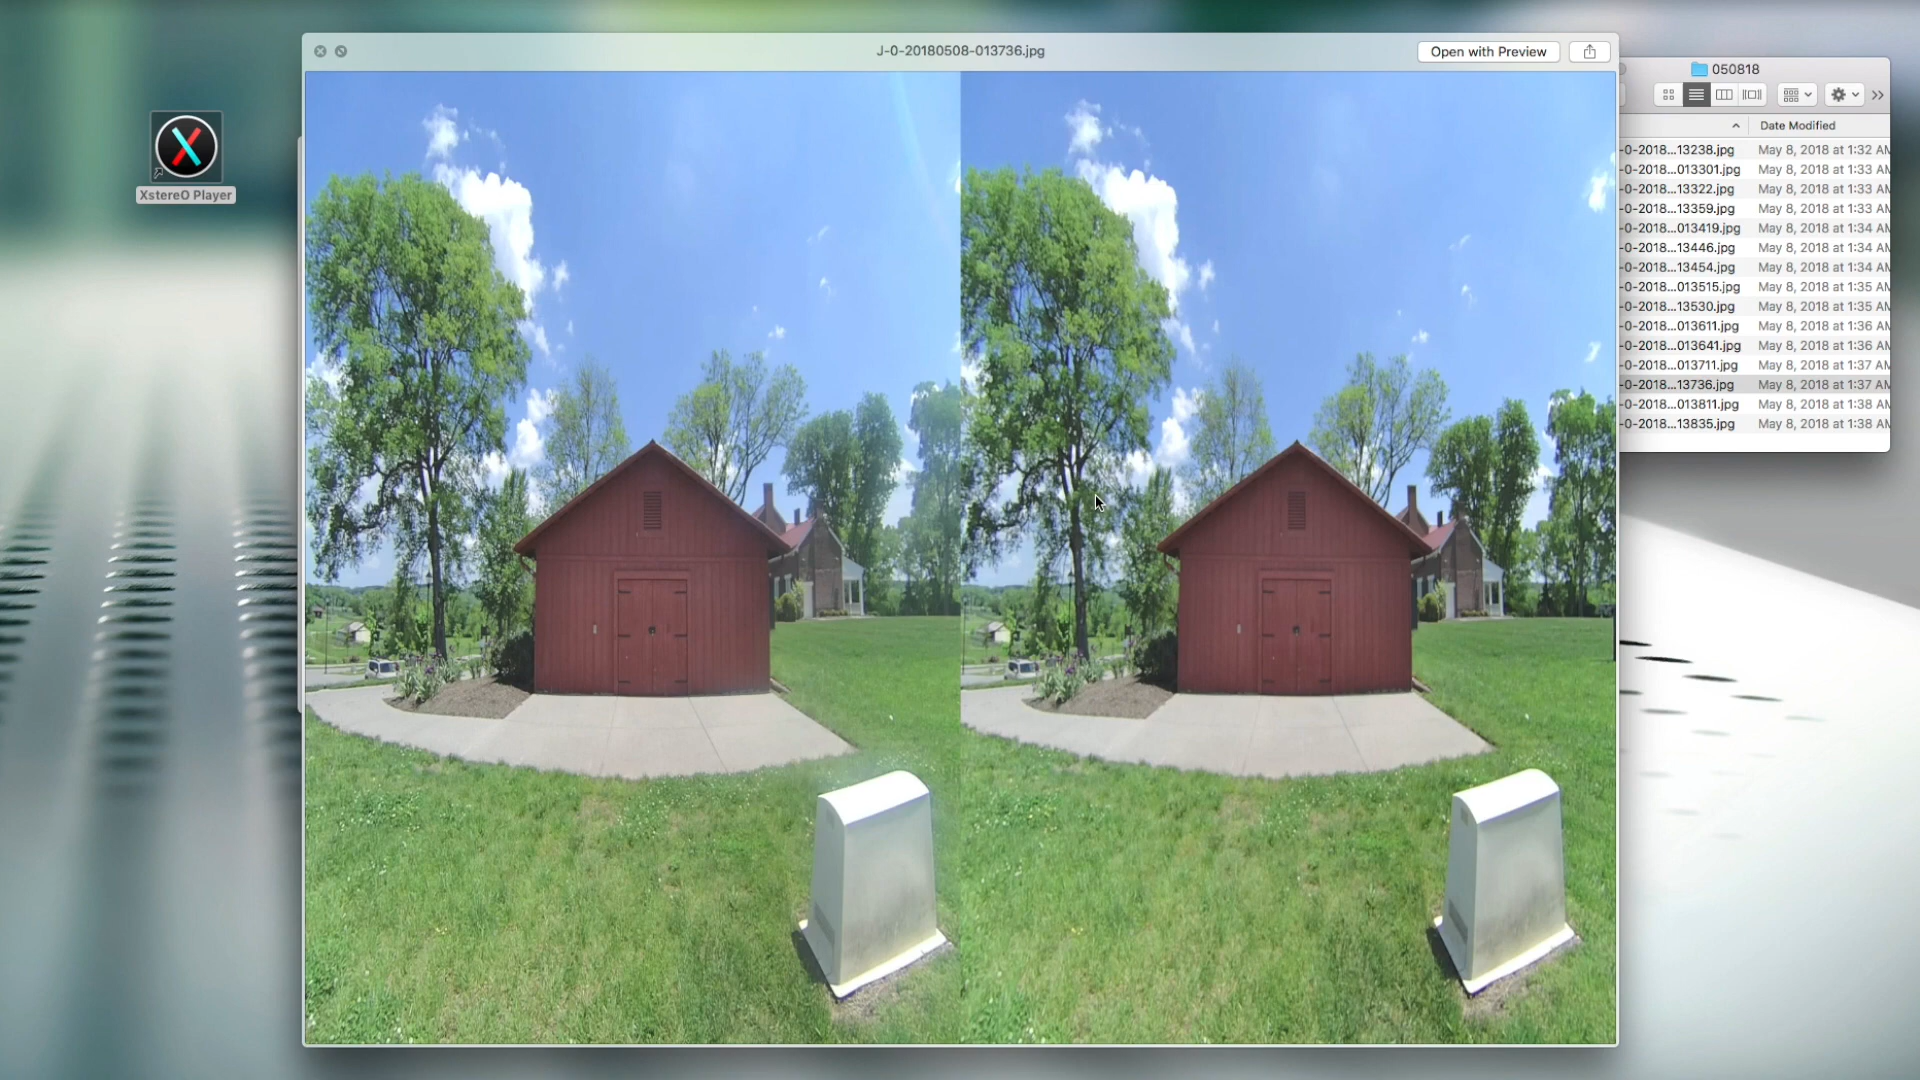 J-0-20180508-013736.jpg
Open with Preview
XstereO Player
050818
Date Modified
-0-2018...13238.jpg May 8, 2018 at 1:32 AM
-0-2018...013301.jpg May 8, 2018 at 1:33 AM
-0-2018...13322.jpg May 8, 2018 at 1:33 AM
-0-2018...13359.jpg May 8, 2018 at 1:33 AM
-0-2018...013419.jpg May 8, 2018 at 1:34 AM
-0-2018...13446.jpg May 8, 2018 at 1:34 AM
-0-2018...13454.jpg May 8, 2018 at 1:34 AM
-0-2018...013515.jpg May 8, 2018 at 1:35 AM
-0-2018...13530.jpg May 8, 2018 at 1:35 AM
-0-2018...013611.jpg May 8, 2018 at 1:36 AM
-0-2018...013641.jpg May 8, 2018 at 1:36 AM
-0-2018...013711.jpg May 8, 2018 at 1:37 AM
-0-2018...13736.jpg May 8, 2018 at 1:37 AM
-0-2018...013811.jpg May 8, 2018 at 1:38 AM
-0-2018...13835.jpg May 8, 2018 at 1:38 AM